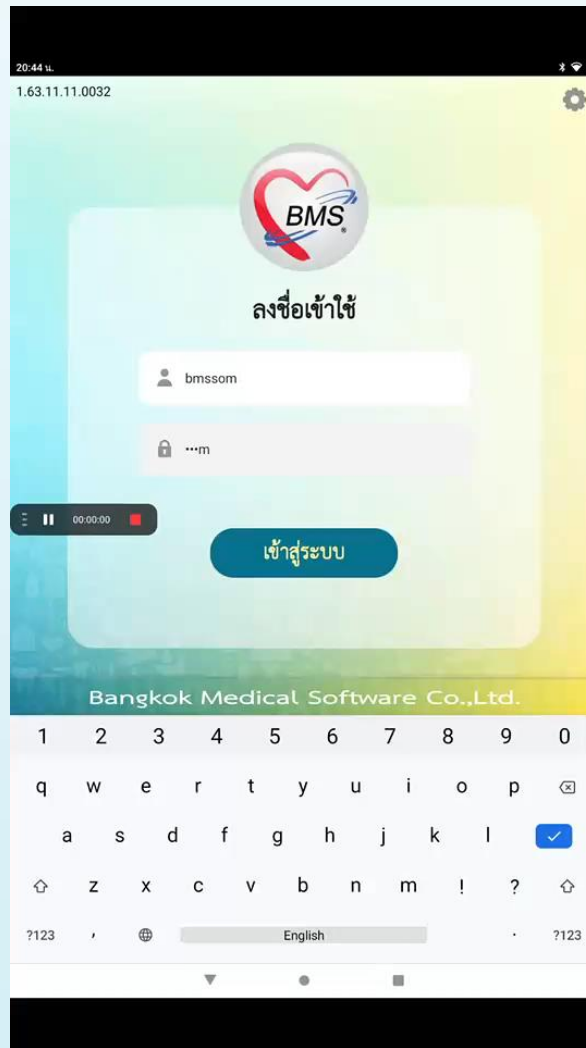 20:44 น.
1.63.11.11.0032
BMS
ลงชื่อเข้าใช้
bmssom
•••m
00:00:00
เข้าสู่ระบบ
Bangkok Medical Software Co.,Ltd.
1 2 3 4 5 6 7 8 9 0
q w e r t y u i o p
a s d f g h j k l
z x c v b n m ! ?
?123 , English . ?123